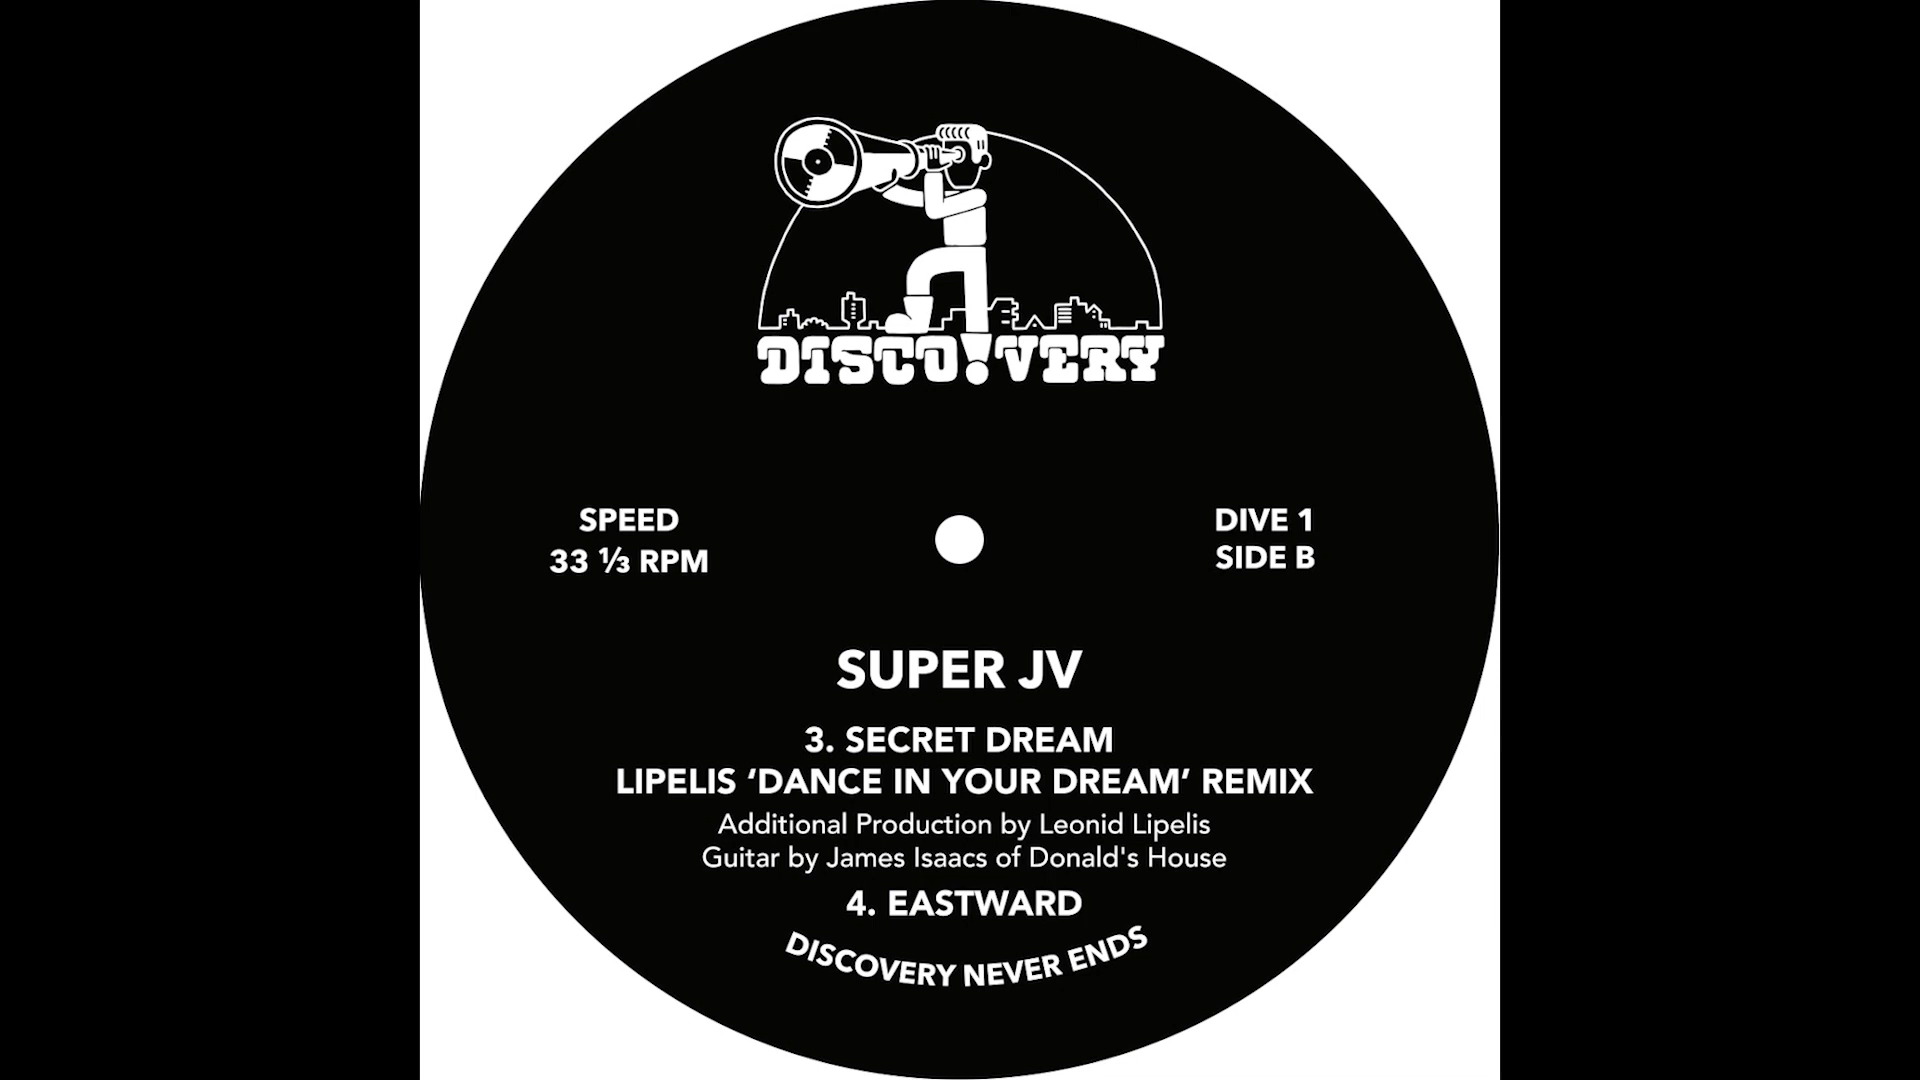 DISCO!VERY
SPEED
33 ⅓ RPM
DIVE 1
SIDE B
SUPER JV
3. SECRET DREAM
LIPELIS ‘DANCE IN YOUR DREAM’ REMIX
Additional Production by Leonid Lipelis
Guitar by James Isaacs of Donald's House
4. EASTWARD
DISCOVERY NEVER ENDS